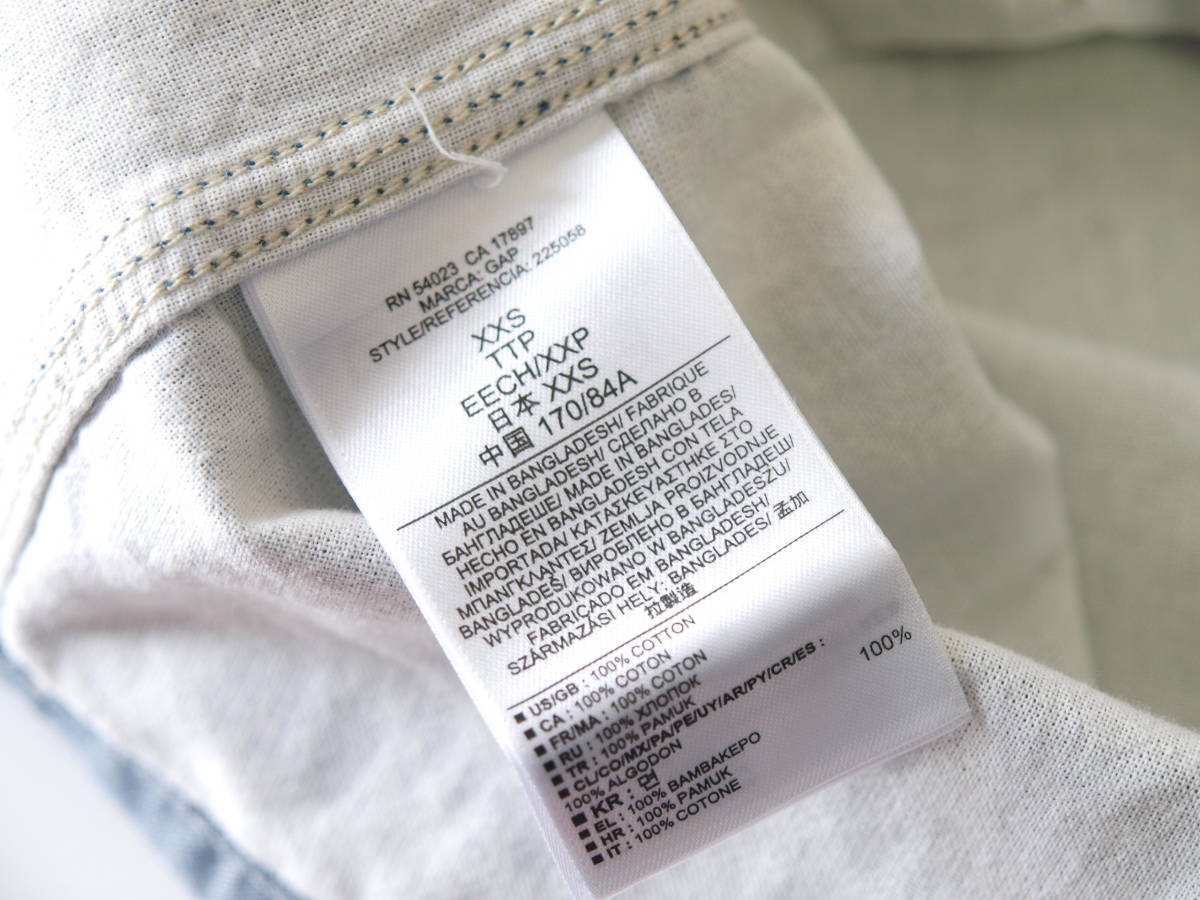 RN 54023 CA 17897
MARCA: GAP
STYLE/REFERENCIA: 225058
XXS
TTP
EECH/XXP
日本 XXS
中国 170/84A
MADE IN BANGLADESH/ FABRIQUE
AU BANGLADESH/ СДЕЛАНО В
БАНГЛАДЕШЕ/ MADE IN BANGLADES/
HECHO EN BANGLADESH CON TELA
IMPORTADA/ ΚΑΤΑΣΚΕΥΑΣΤΗΚΕ ΣΤΟ
ΜΠΑΝΓΚΛΑΝΤΕΣ/ ZEMLJA PROIZVODNJE
BANGLADEŠ/ ВИРОБЛЕНО В БАНГЛАДЕШ/
WYPRODUKOWANO W BANGLADESZU/
FABRICADO EM BANGLADESH/
SZÁRMAZÁSI HELY: BANGLADES/ 孟加
拉製造
■ US/GB : 100% COTTON
■ CA : 100% COTON
■ FR/MA : 100% COTON
■ RU : 100% ХЛОПОК
■ TR : 100% PAMUK
■ CL/CO/MX/PA/PE/UY/AR/PY/CR/ES :
100% ALGODON
■ KR : 면 100%
■ EL : 100% ΒΑΜΒΑΚΕΡΟ
■ HR : 100% PAMUK
■ IT : 100% COTONE